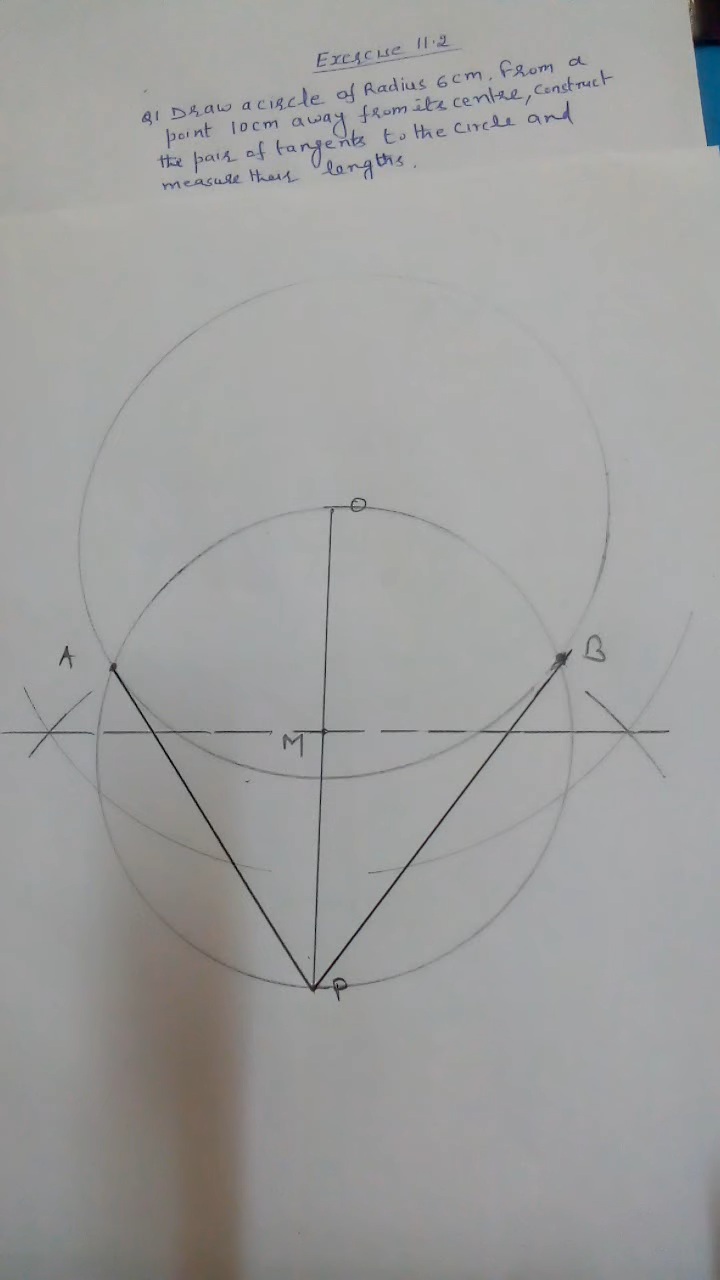 Exercise 11.2
Q1 Draw a circle of Radius 6cm. From a
point 10cm away from its centre, construct
the pair of tangents to the circle and
measure their lengths.
O
A
B
M
P